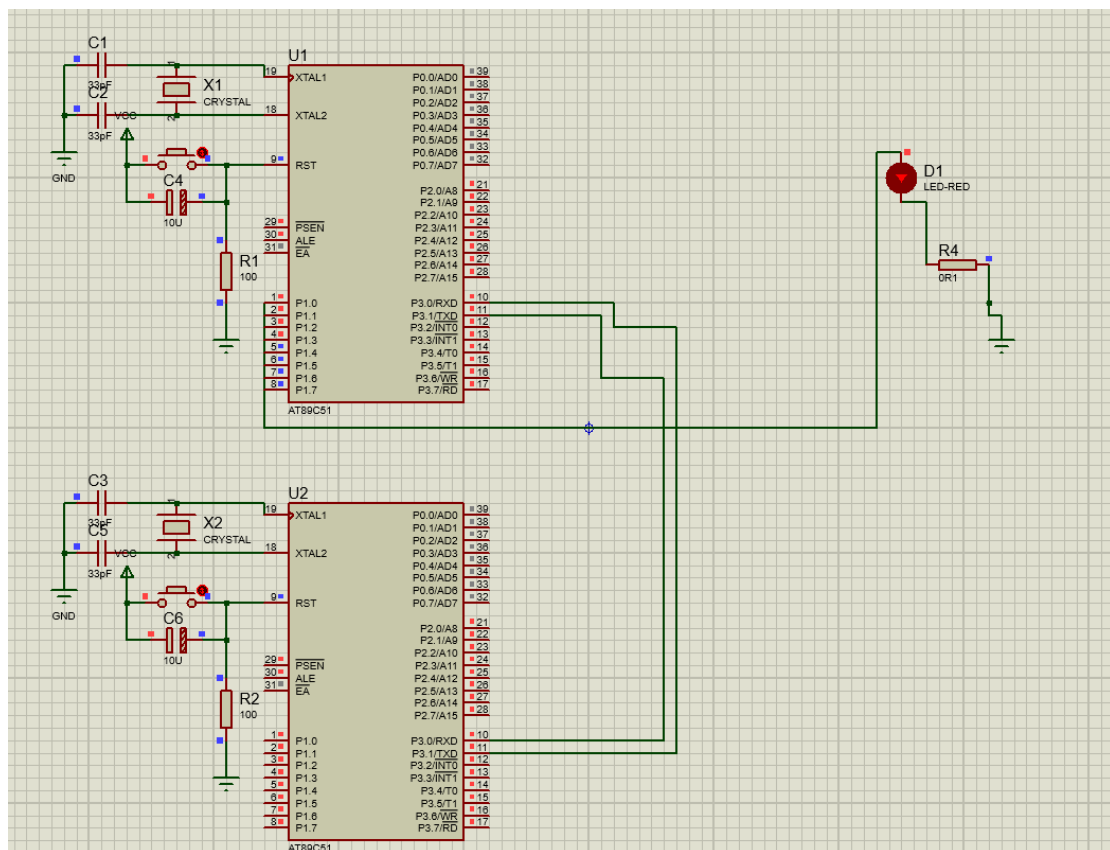 C1
33pF
C2
33pF
GND
VCC
X1
CRYSTAL
C4
10U
R1
100
U1
19 XTAL1
18 XTAL2
9 RST
29 PSEN
30 ALE
31 EA
1 P1.0
2 P1.1
3 P1.2
4 P1.3
5 P1.4
6 P1.5
7 P1.6
8 P1.7
P0.0/AD0 39
P0.1/AD1 38
P0.2/AD2 37
P0.3/AD3 36
P0.4/AD4 35
P0.5/AD5 34
P0.6/AD6 33
P0.7/AD7 32
P2.0/A8 21
P2.1/A9 22
P2.2/A10 23
P2.3/A11 24
P2.4/A12 25
P2.5/A13 26
P2.6/A14 27
P2.7/A15 28
P3.0/RXD 10
P3.1/TXD 11
P3.2/INT0 12
P3.3/INT1 13
P3.4/T0 14
P3.5/T1 15
P3.6/WR 16
P3.7/RD 17
AT89C51
D1
LED-RED
R4
0R1
C3
33pF
C5
33pF
GND
VCC
X2
CRYSTAL
C6
10U
R2
100
U2
19 XTAL1
18 XTAL2
9 RST
29 PSEN
30 ALE
31 EA
1 P1.0
2 P1.1
3 P1.2
4 P1.3
5 P1.4
6 P1.5
7 P1.6
8 P1.7
P0.0/AD0 39
P0.1/AD1 38
P0.2/AD2 37
P0.3/AD3 36
P0.4/AD4 35
P0.5/AD5 34
P0.6/AD6 33
P0.7/AD7 32
P2.0/A8 21
P2.1/A9 22
P2.2/A10 23
P2.3/A11 24
P2.4/A12 25
P2.5/A13 26
P2.6/A14 27
P2.7/A15 28
P3.0/RXD 10
P3.1/TXD 11
P3.2/INT0 12
P3.3/INT1 13
P3.4/T0 14
P3.5/T1 15
P3.6/WR 16
P3.7/RD 17
AT89C51